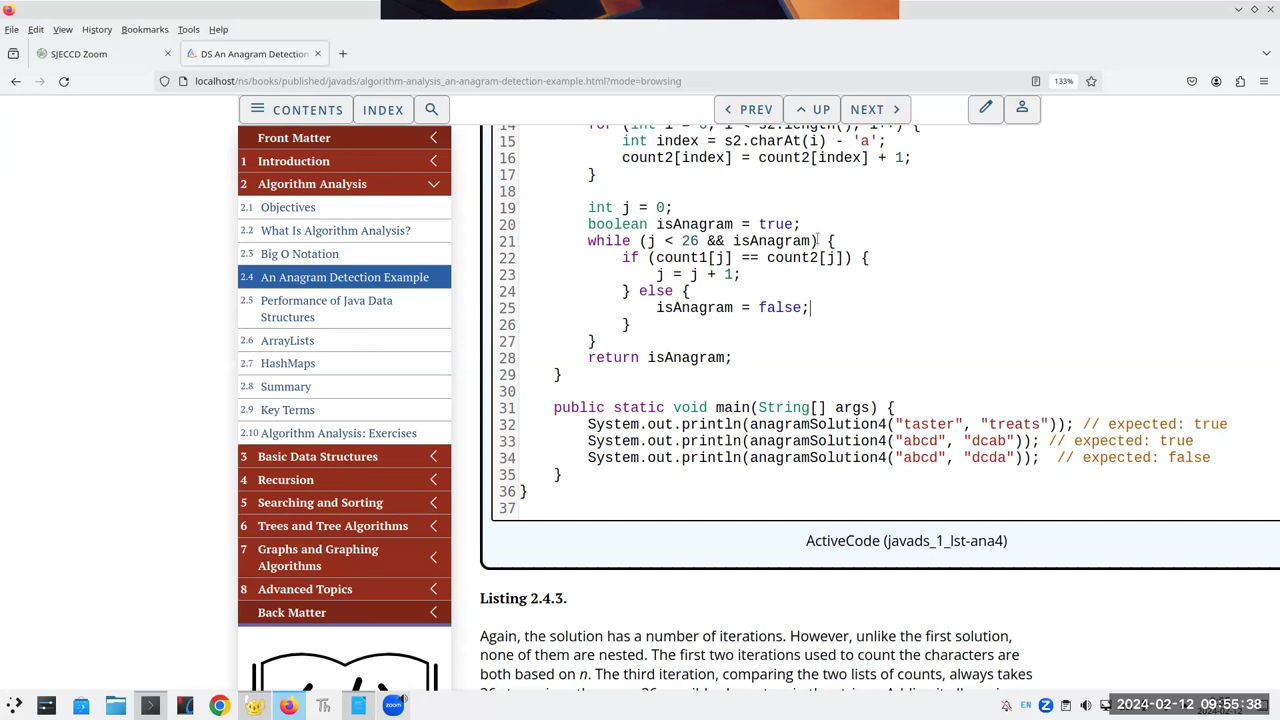 File Edit View History Bookmarks Tools Help
SJECCD Zoom
DS An Anagram Detection
localhost/ns/books/published/javads/algorithm-analysis_an-anagram-detection-example.html?mode=browsing
133%
CONTENTS INDEX PREV UP NEXT
Front Matter
1 Introduction
2 Algorithm Analysis
2.1 Objectives
2.2 What Is Algorithm Analysis?
2.3 Big O Notation
2.4 An Anagram Detection Example
2.5 Performance of Java Data
Structures
2.6 ArrayLists
2.7 HashMaps
2.8 Summary
2.9 Key Terms
2.10 Algorithm Analysis: Exercises
3 Basic Data Structures
4 Recursion
5 Searching and Sorting
6 Trees and Tree Algorithms
7 Graphs and Graphing
Algorithms
8 Advanced Topics
Back Matter
14 for (int i = 0; i < s2.length(); i++) {
15 int index = s2.charAt(i) - 'a';
16 count2[index] = count2[index] + 1;
17 }
18
19 int j = 0;
20 boolean isAnagram = true;
21 while (j < 26 && isAnagram) {
22 if (count1[j] == count2[j]) {
23 j = j + 1;
24 } else {
25 isAnagram = false;
26 }
27 }
28 return isAnagram;
29 }
30
31 public static void main(String[] args) {
32 System.out.println(anagramSolution4("taster", "treats")); // expected: true
33 System.out.println(anagramSolution4("abcd", "dcab")); // expected: true
34 System.out.println(anagramSolution4("abcd", "dcda")); // expected: false
35 }
36 }
37
ActiveCode (javads_1_lst-ana4)
Listing 2.4.3.
Again, the solution has a number of iterations. However, unlike the first solution,
none of them are nested. The first two iterations used to count the characters are
both based on n. The third iteration, comparing the two lists of counts, always takes
Th
zoom
EN
2024-02-12 09:55:38